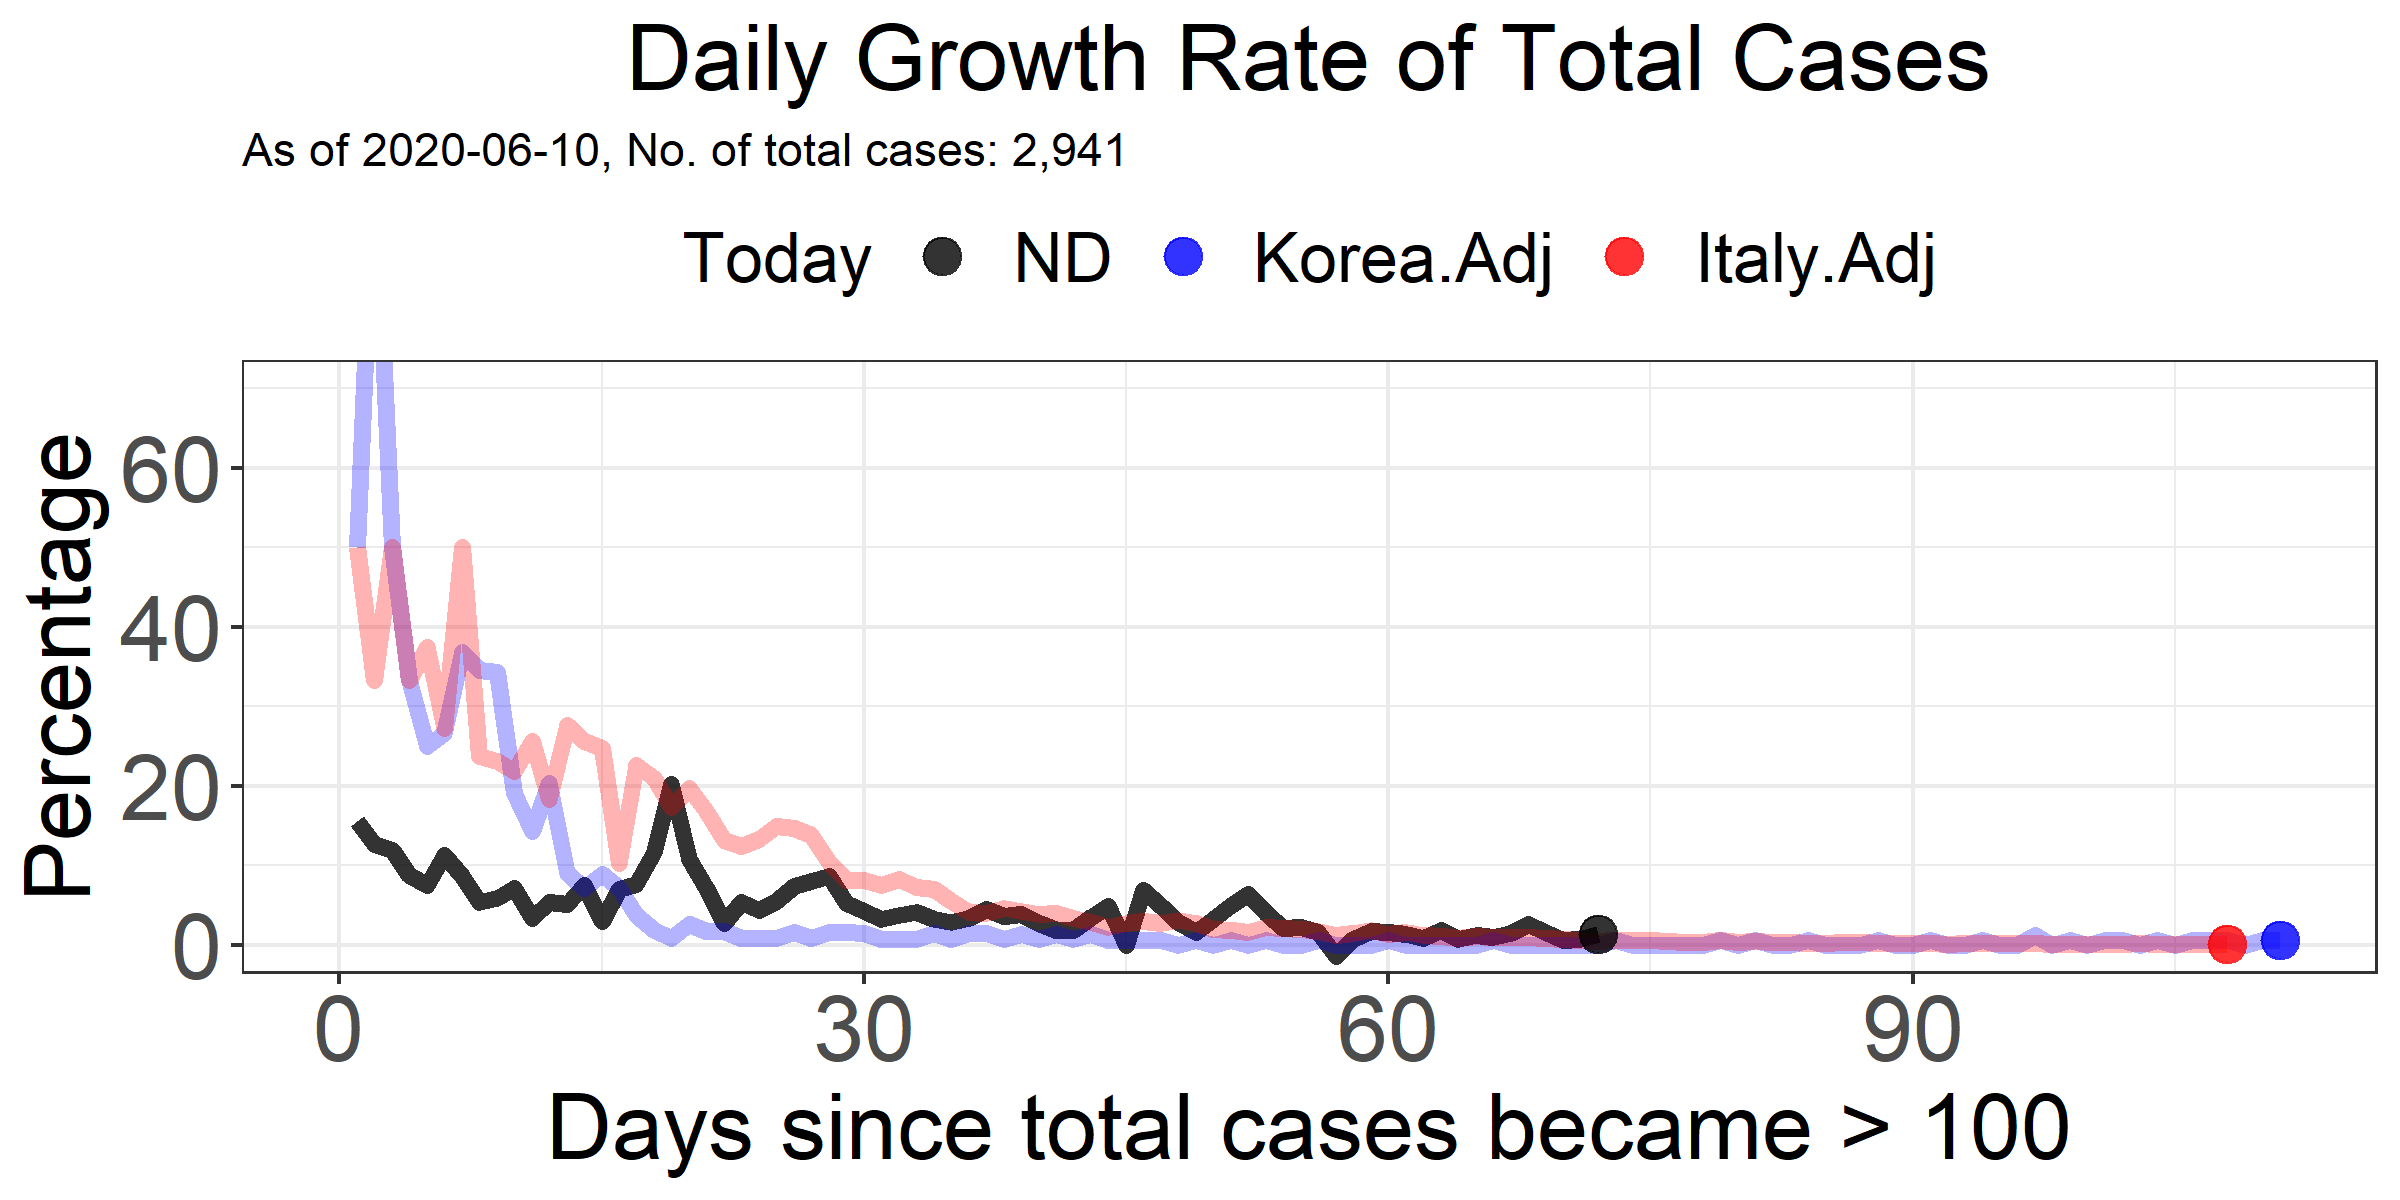 Daily Growth Rate of Total Cases
As of 2020-06-10, No. of total cases: 2,941
Today ND Korea.Adj Italy.Adj
Percentage
60
40
20
0
0 30 60 90
Days since total cases became > 100